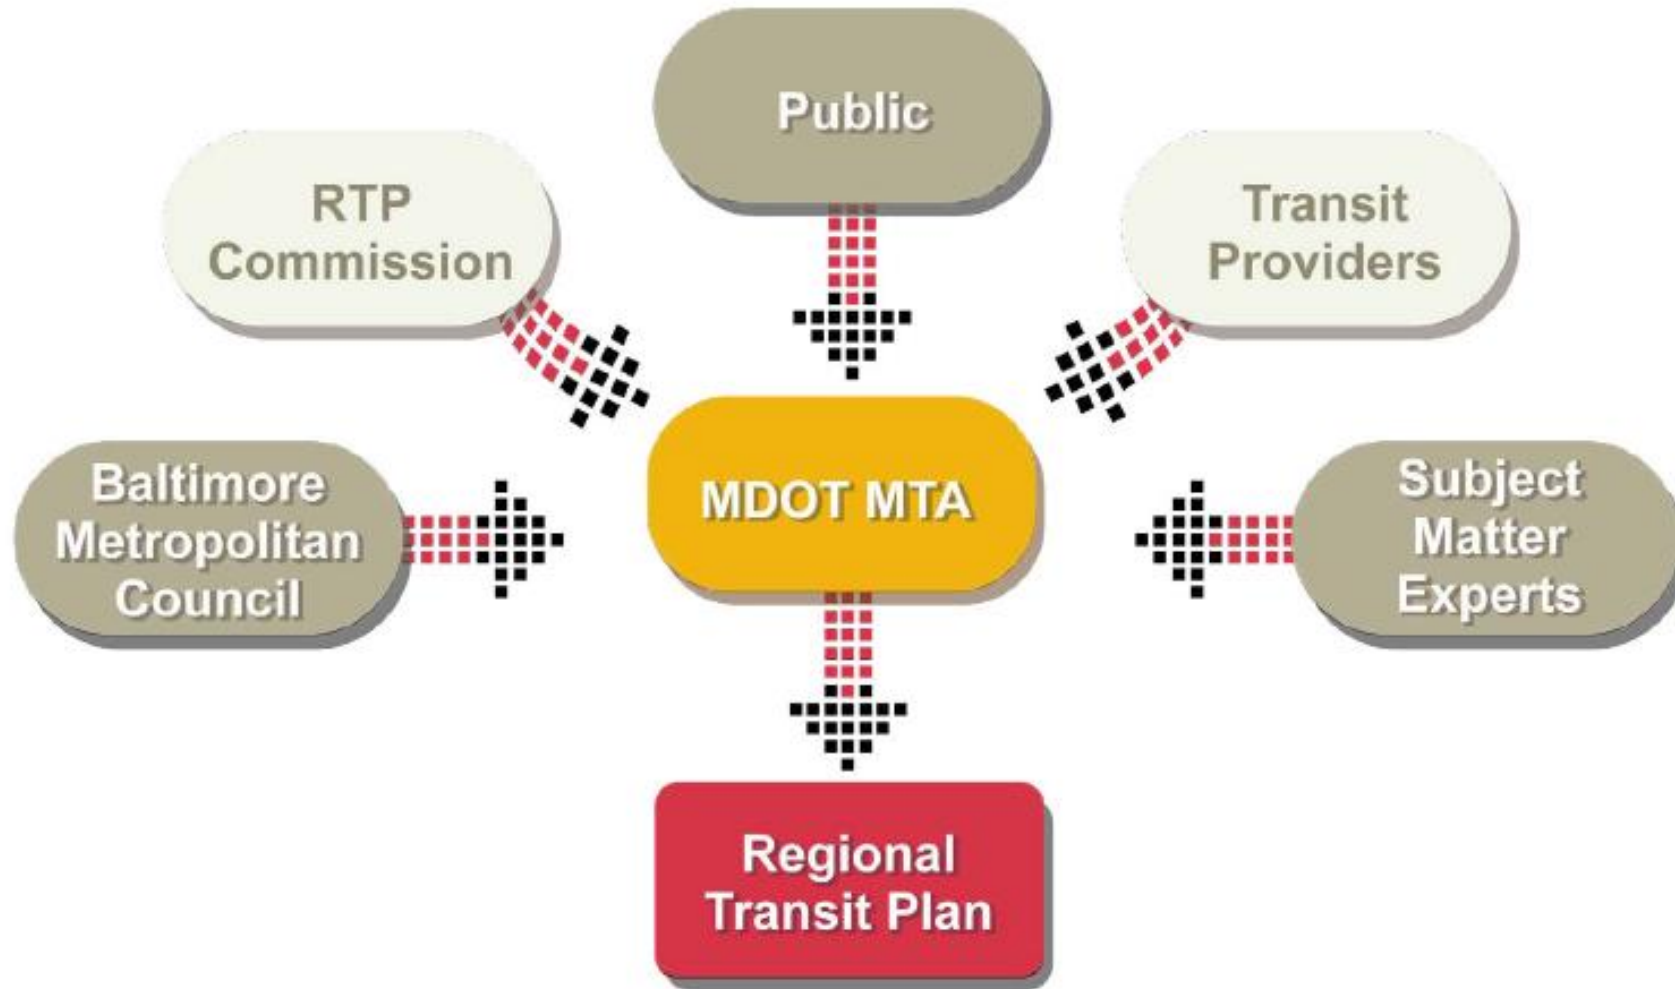 Public
RTP
Commission
Transit
Providers
Baltimore
Metropolitan
Council
MDOT MTA
Subject
Matter
Experts
Regional
Transit Plan